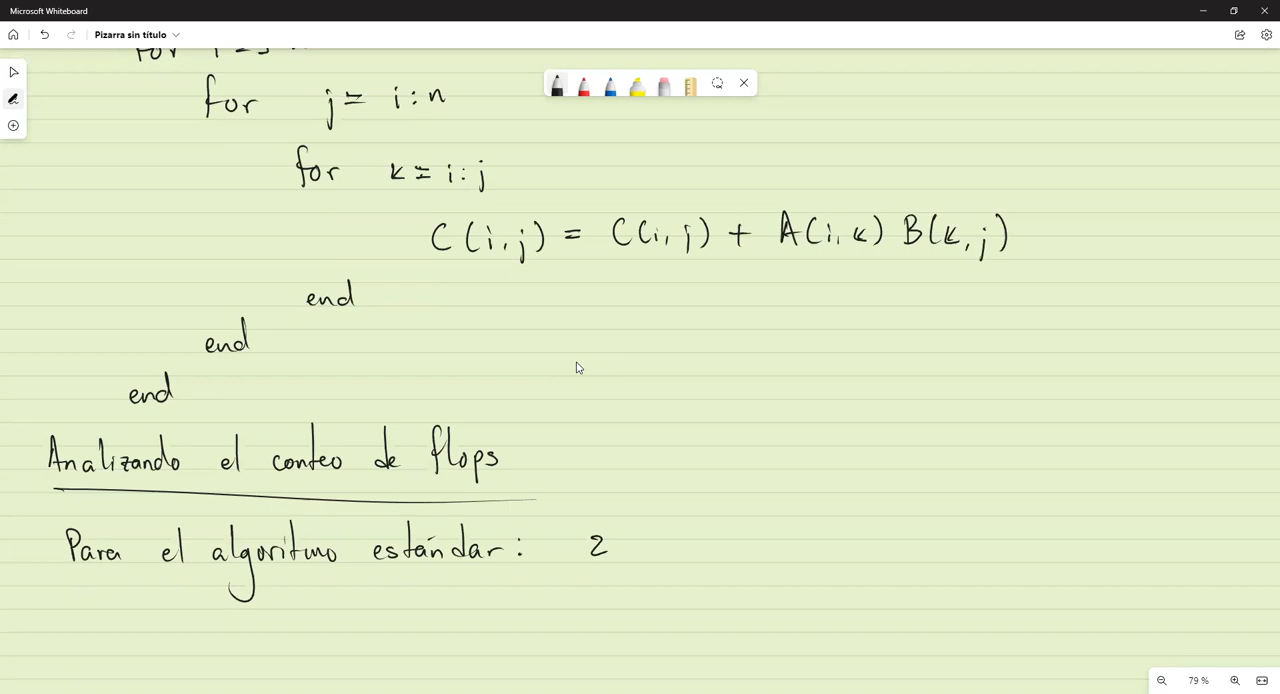 Microsoft Whiteboard
Pizarra sin título
for j = i : n
for k = i : j
C(i,j) = C(i,j) + A(i,k) B(k,j)
end
end
end
Analizando el conteo de flops
Para el algoritmo estándar: 2
79 %